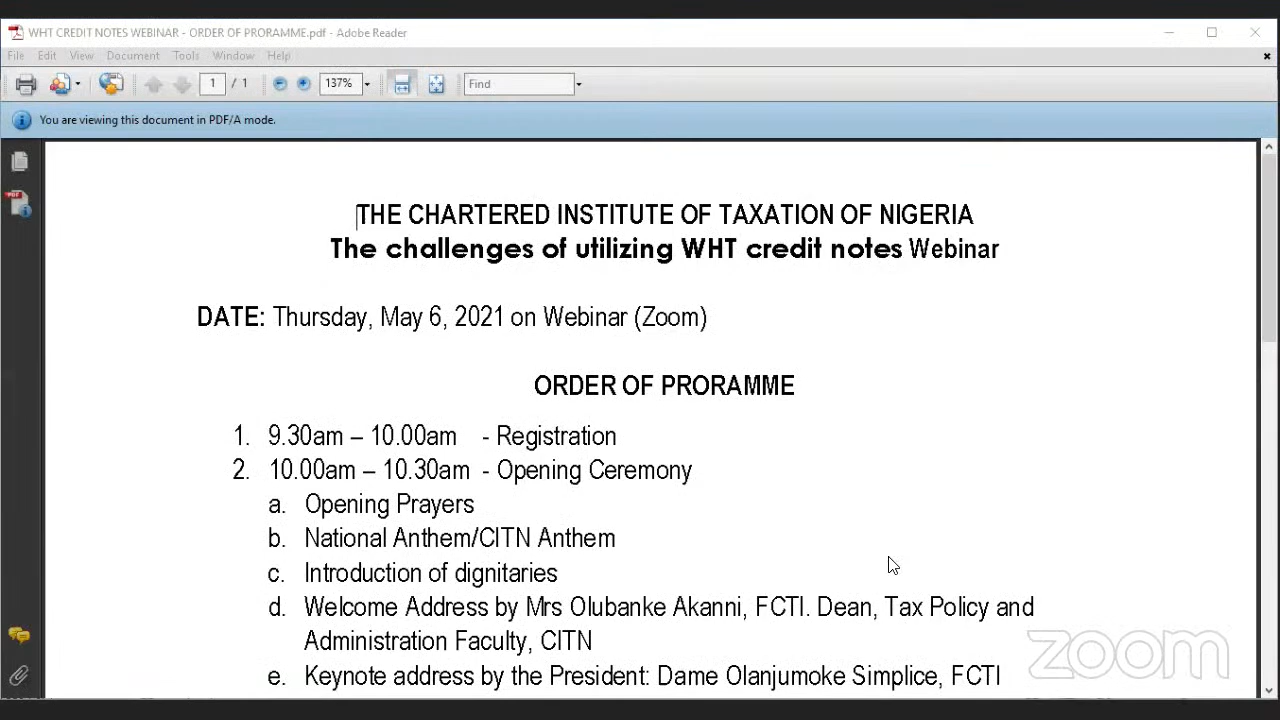 WHT CREDIT NOTES WEBINAR - ORDER OF PRORAMME.pdf - Adobe Reader
File Edit View Document Tools Window Help
1 / 1 137% Find
You are viewing this document in PDF/A mode.
THE CHARTERED INSTITUTE OF TAXATION OF NIGERIA
The challenges of utilizing WHT credit notes Webinar
DATE: Thursday, May 6, 2021 on Webinar (Zoom)
ORDER OF PRORAMME
1. 9.30am – 10.00am - Registration
2. 10.00am – 10.30am - Opening Ceremony
a. Opening Prayers
b. National Anthem/CITN Anthem
c. Introduction of dignitaries
d. Welcome Address by Mrs Olubanke Akanni, FCTI. Dean, Tax Policy and
Administration Faculty, CITN
e. Keynote address by the President: Dame Olanjumoke Simplice, FCTI
zoom